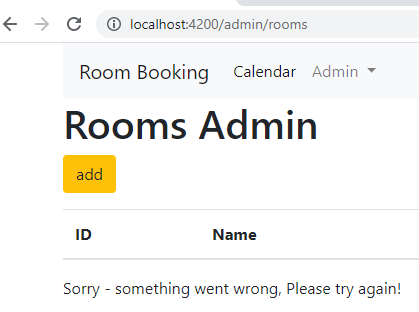 localhost:4200/admin/rooms
Room Booking Calendar Admin
Rooms Admin
add
ID Name
Sorry - something went wrong, Please try again!